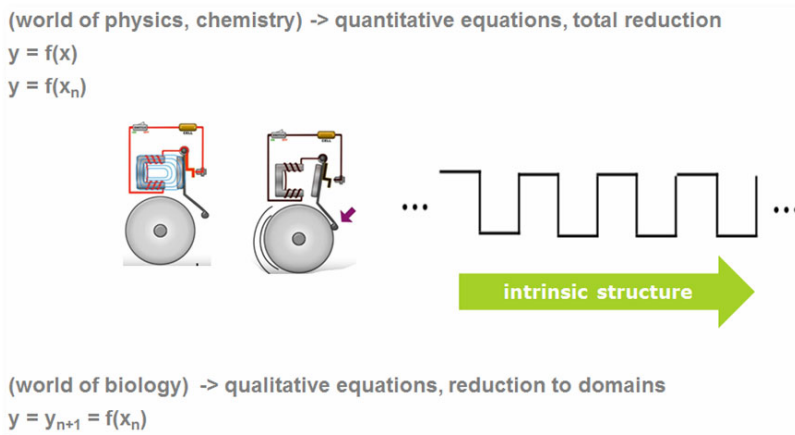 (world of physics, chemistry) -> quantitative equations, total reduction
y = f(x)
y = f(xₙ)
... ...
intrinsic structure
(world of biology) -> qualitative equations, reduction to domains
y = yₙ₊₁ = f(xₙ)